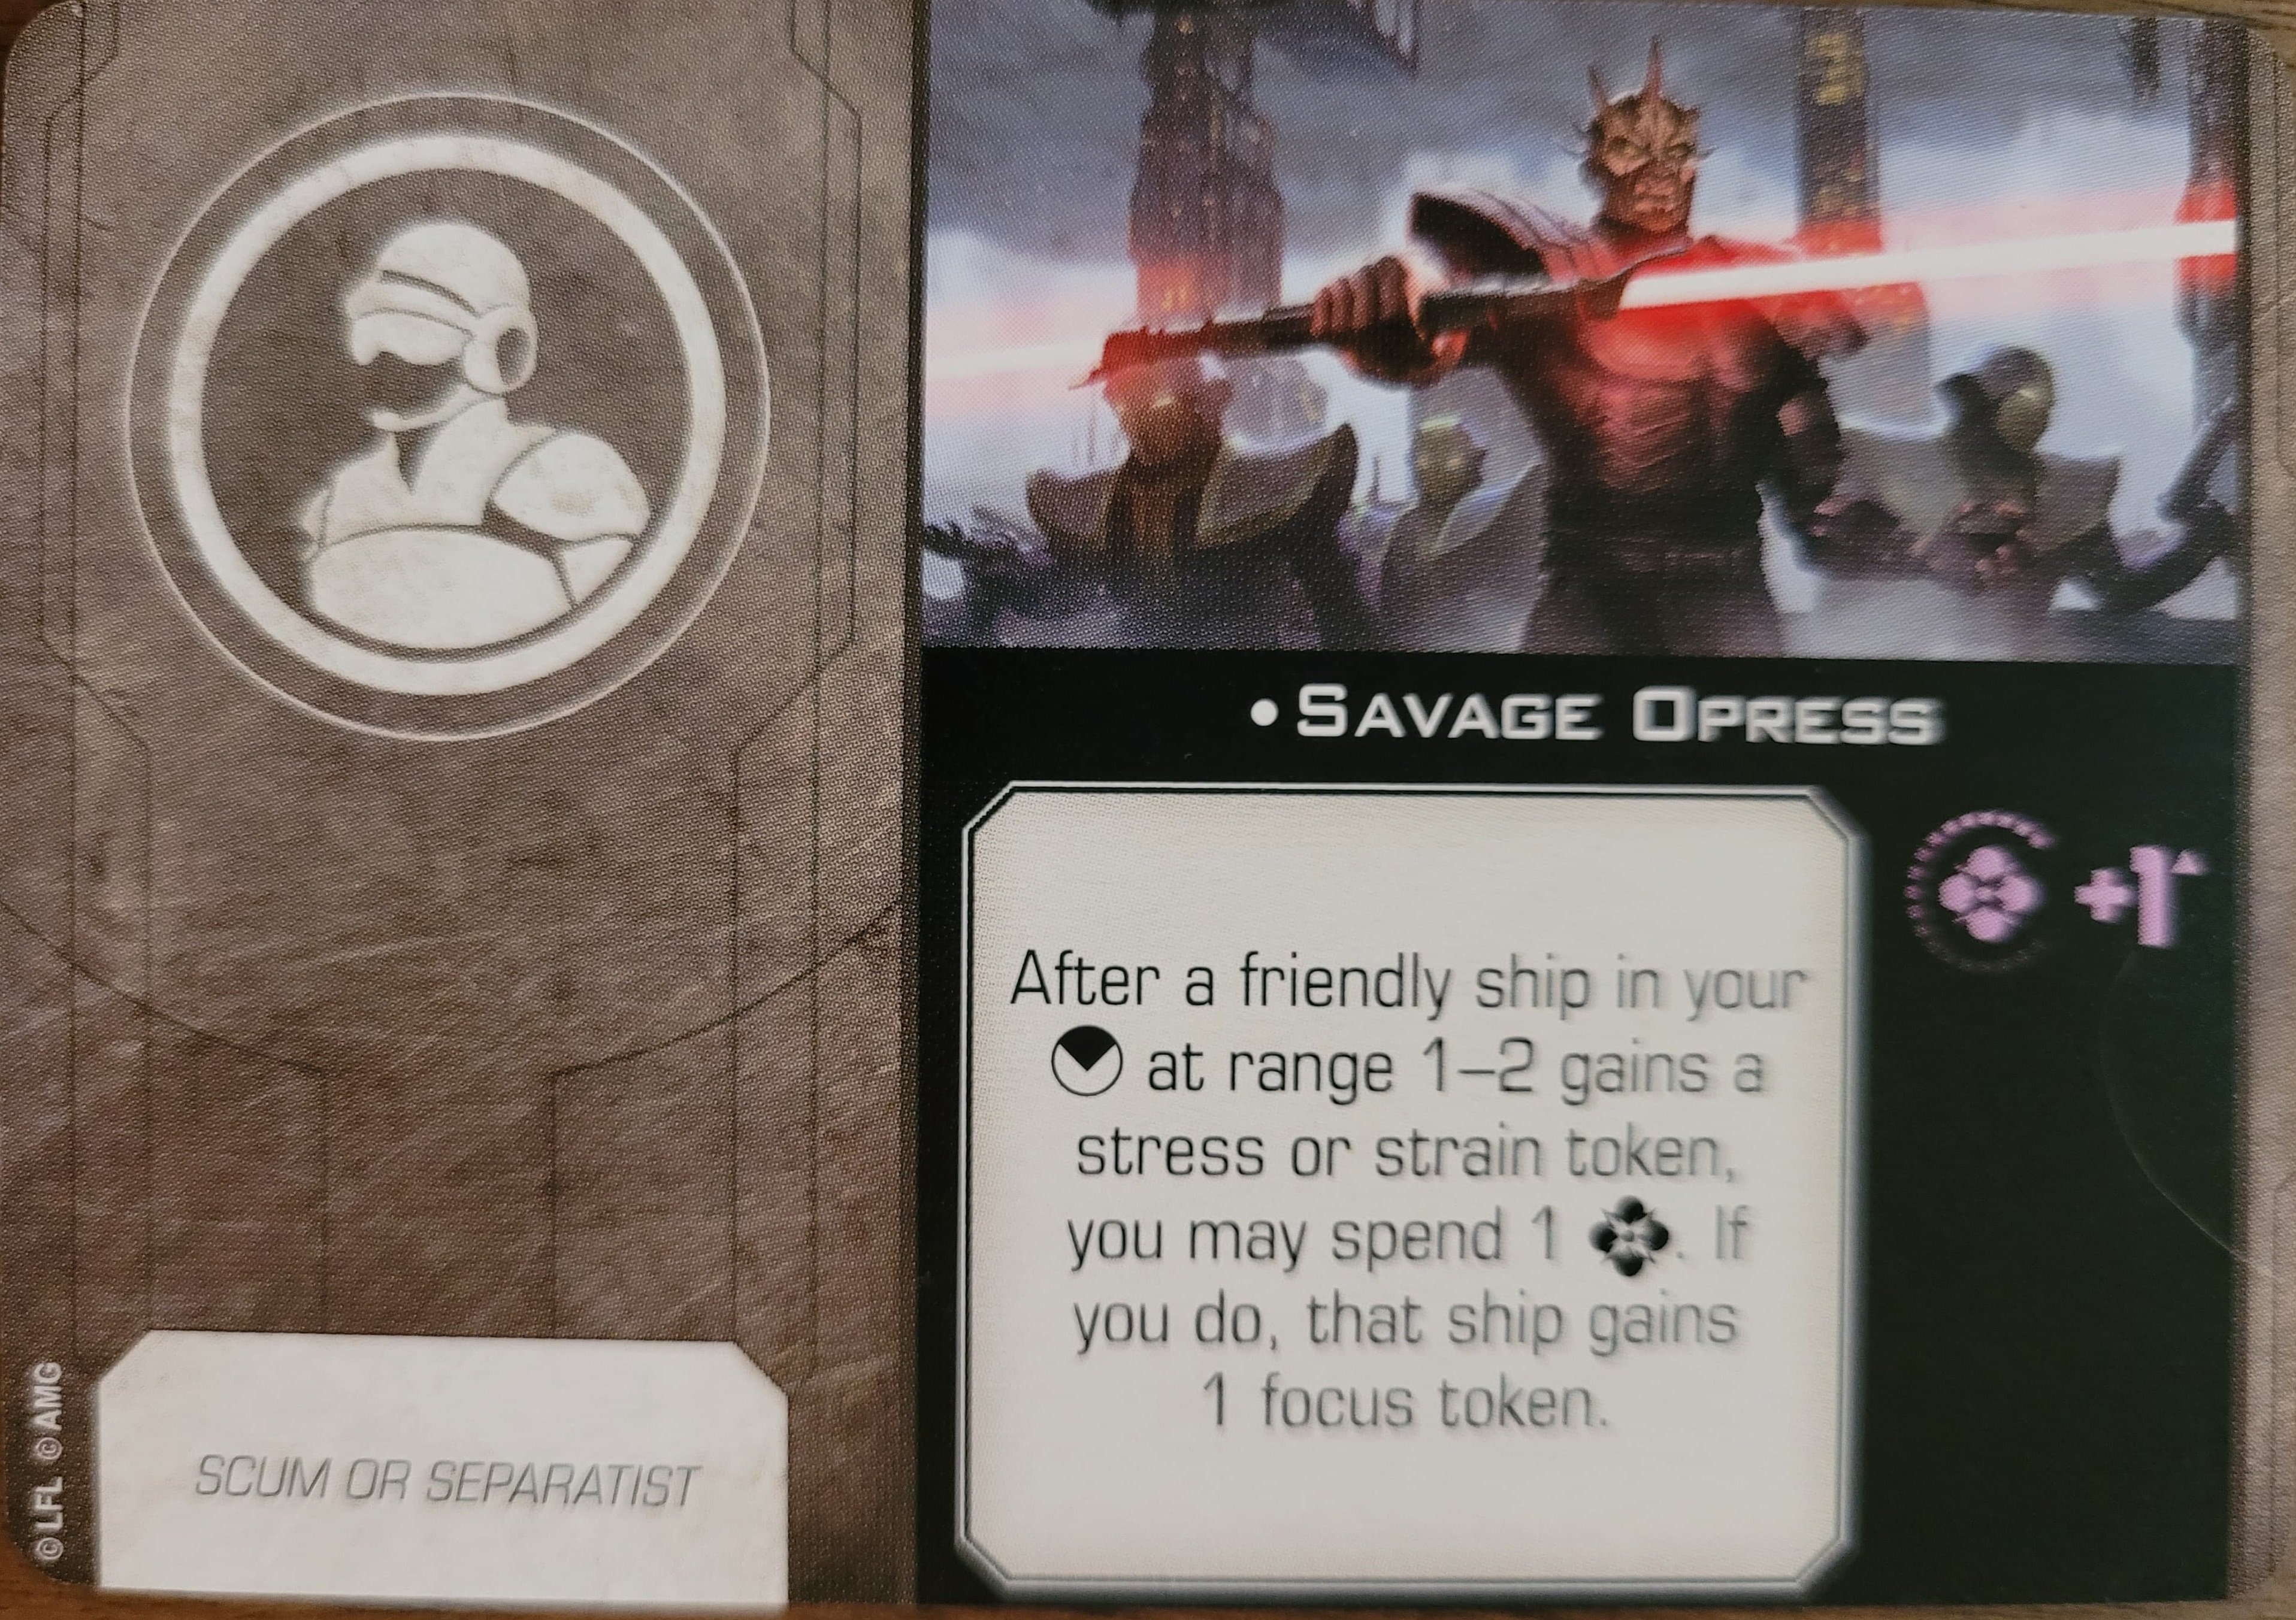 • SAVAGE OPRESS
+1
After a friendly ship in your
at range 1–2 gains a
stress or strain token,
you may spend 1 . If
you do, that ship gains
1 focus token.
SCUM OR SEPARATIST
©LFL ©AMG